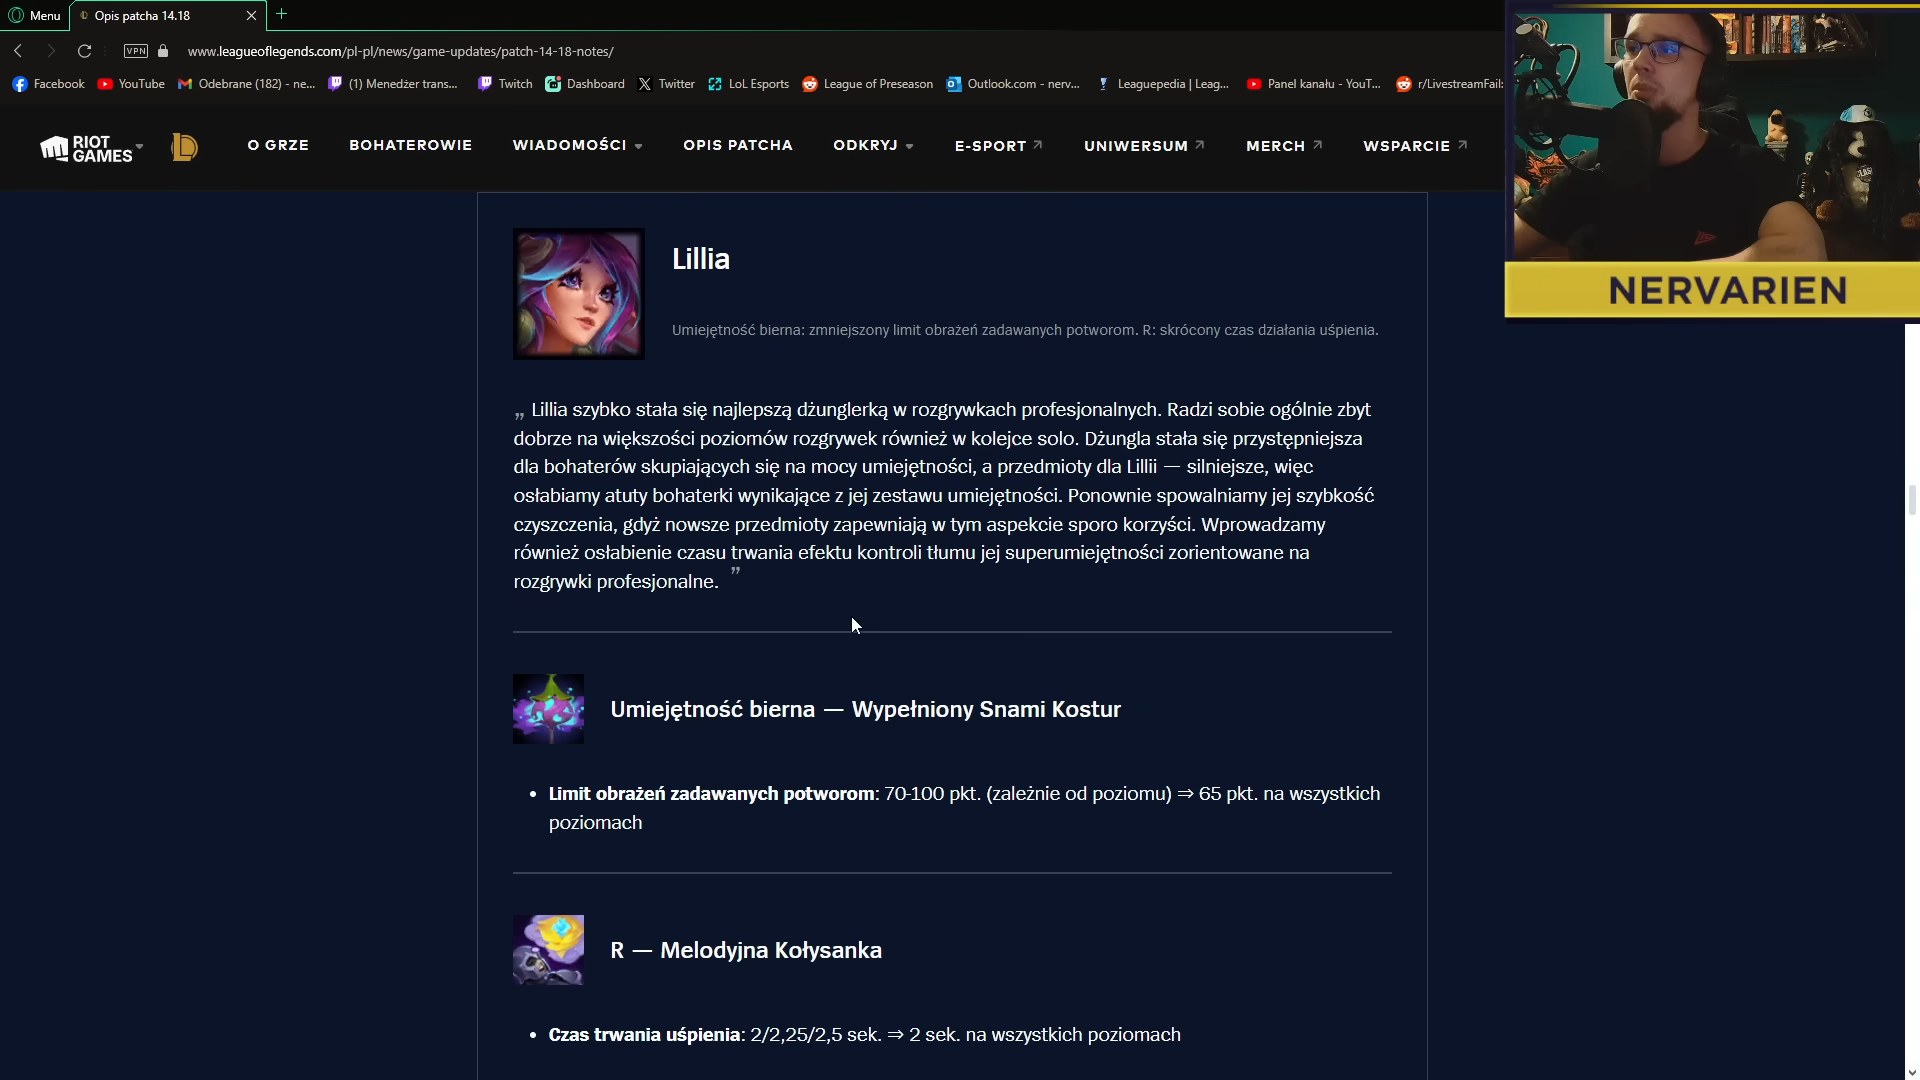 Menu
Opis patcha 14.18
VPN
www.leagueoflegends.com/pl-pl/news/game-updates/patch-14-18-notes/
Facebook
YouTube
Odebrane (182) - ne...
(1) Menedżer trans...
Twitch
Dashboard
Twitter
LoL Esports
League of Preseason
Outlook.com - nerv...
Leaguepedia | Leag...
Panel kanału - YouT...
r/LivestreamFail:
RIOT
GAMES
O GRZE
BOHATEROWIE
WIADOMOŚCI
OPIS PATCHA
ODKRYJ
E-SPORT
UNIWERSUM
MERCH
WSPARCIE
NERVARIEN
Lillia
Umiejętność bierna: zmniejszony limit obrażeń zadawanych potworom. R: skrócony czas działania uśpienia.
„ Lillia szybko stała się najlepszą dżunglerką w rozgrywkach profesjonalnych. Radzi sobie ogólnie zbyt
dobrze na większości poziomów rozgrywek również w kolejce solo. Dżungla stała się przystępniejsza
dla bohaterów skupiających się na mocy umiejętności, a przedmioty dla Lillii — silniejsze, więc
osłabiamy atuty bohaterki wynikające z jej zestawu umiejętności. Ponownie spowalniamy jej szybkość
czyszczenia, gdyż nowsze przedmioty zapewniają w tym aspekcie sporo korzyści. Wprowadzamy
również osłabienie czasu trwania efektu kontroli tłumu jej superumiejętności zorientowane na
rozgrywki profesjonalne. ”
Umiejętność bierna — Wypełniony Snami Kostur
• Limit obrażeń zadawanych potworom: 70-100 pkt. (zależnie od poziomu) ⇒ 65 pkt. na wszystkich
poziomach
R — Melodyjna Kołysanka
• Czas trwania uśpienia: 2/2,25/2,5 sek. ⇒ 2 sek. na wszystkich poziomach